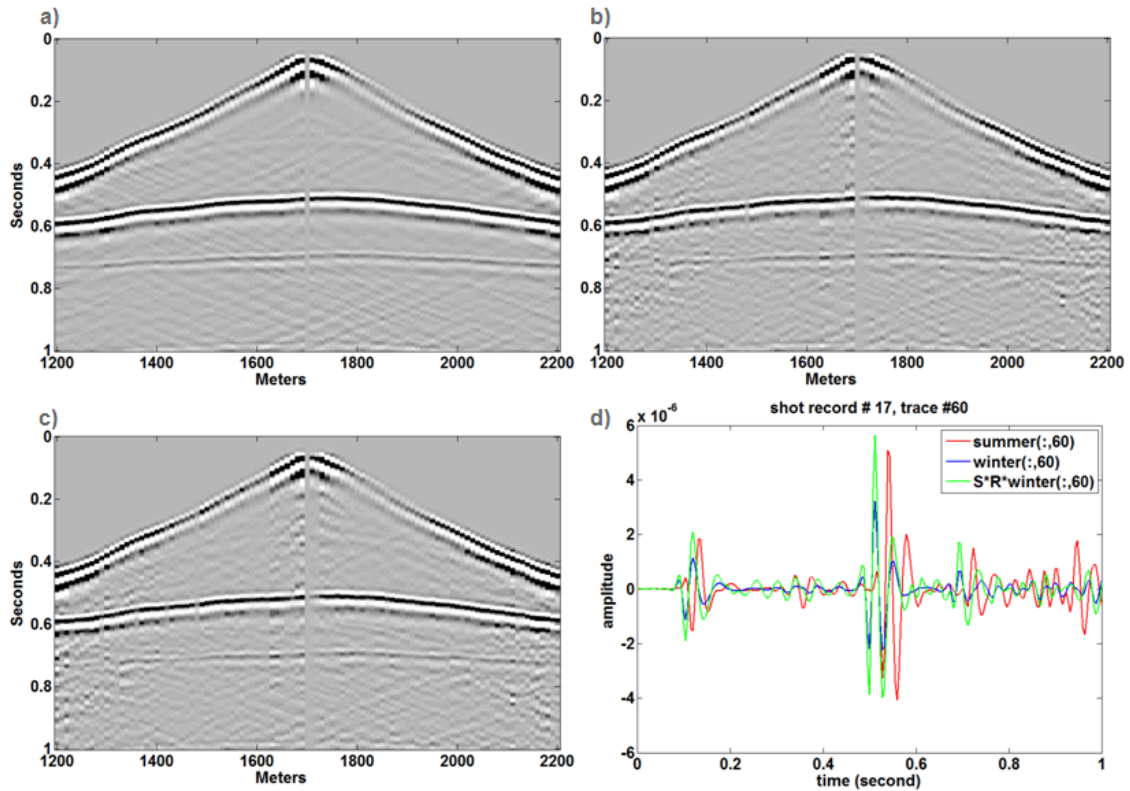 a)
0
0.2
0.4
0.6
0.8
1
Seconds
1200 1400 1600 1800 2000 2200
Meters
b)
0
0.2
0.4
0.6
0.8
1
1200 1400 1600 1800 2000 2200
Meters
c)
0
0.2
0.4
0.6
0.8
1
Seconds
1200 1400 1600 1800 2000 2200
Meters
d)
shot record # 17, trace #60
x 10^-6
6
4
2
0
-2
-4
-6
amplitude
summer(:,60)
winter(:,60)
S*R*winter(:,60)
0 0.2 0.4 0.6 0.8 1
time (second)